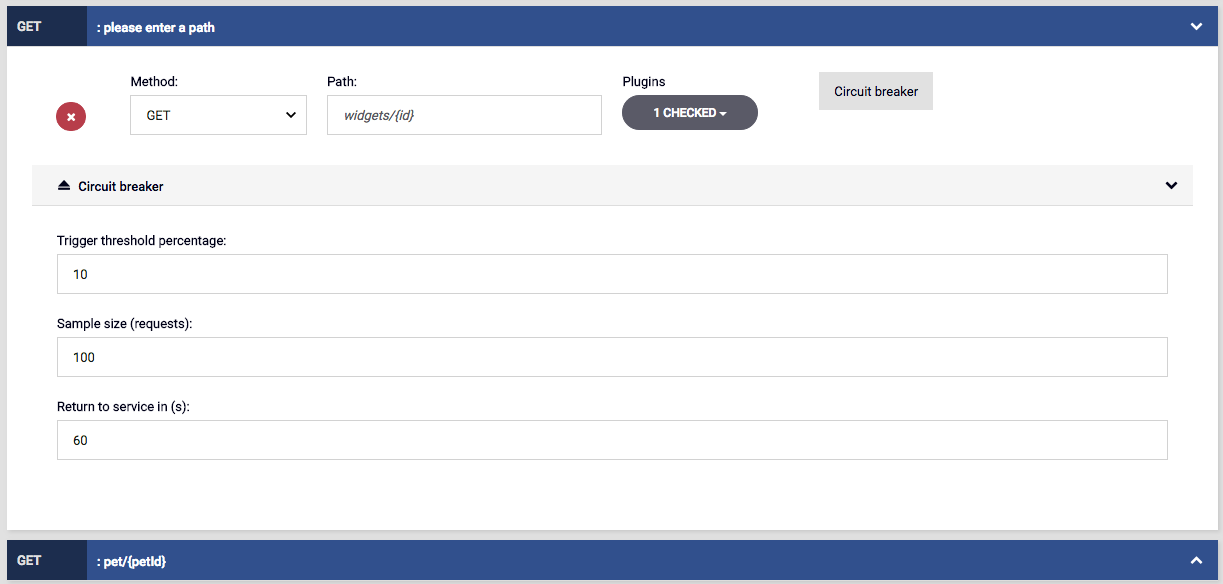 GET : please enter a path
Method: Path: Plugins
Circuit breaker
GET widgets/{id} 1 CHECKED
Circuit breaker
Trigger threshold percentage:
10
Sample size (requests):
100
Return to service in (s):
60
GET : pet/{petId}